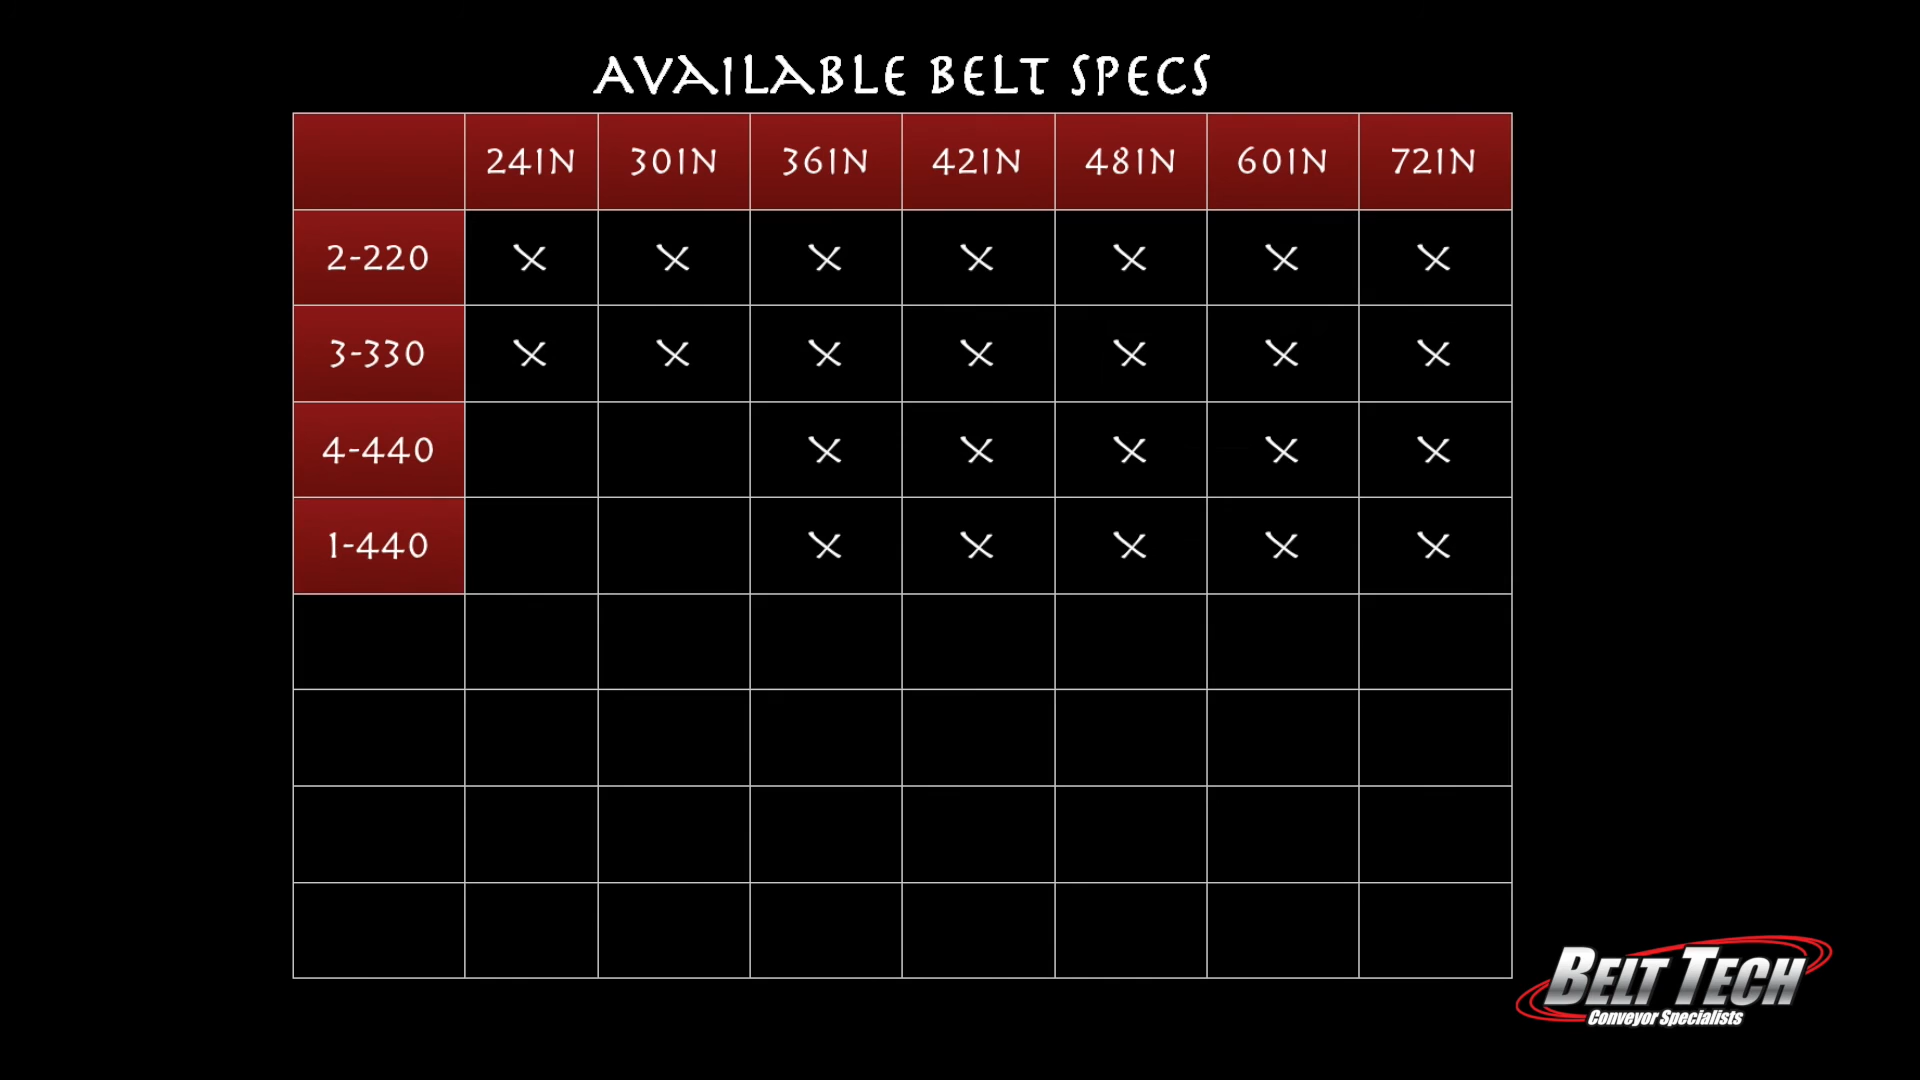 AVAILABLE BELT SPECS
24IN 30IN 36IN 42IN 48IN 60IN 72IN
2-220 X X X X X X X
3-330 X X X X X X X
4-440 X X X X X
1-440 X X X X X
BELT TECH
Conveyor Specialists